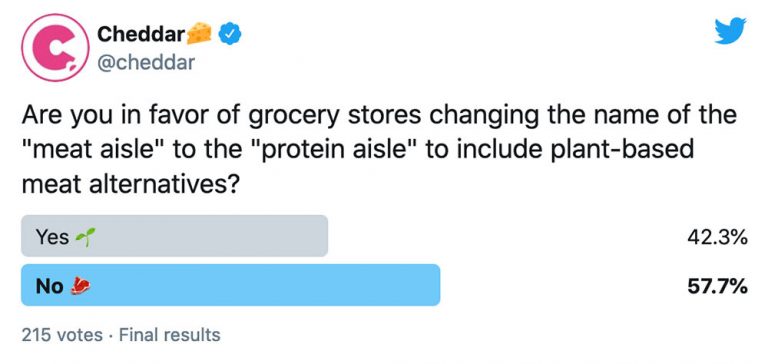 Cheddar🧀
@cheddar
Are you in favor of grocery stores changing the name of the
"meat aisle" to the "protein aisle" to include plant-based
meat alternatives?
Yes 🌱 42.3%
No 🥩 57.7%
215 votes · Final results